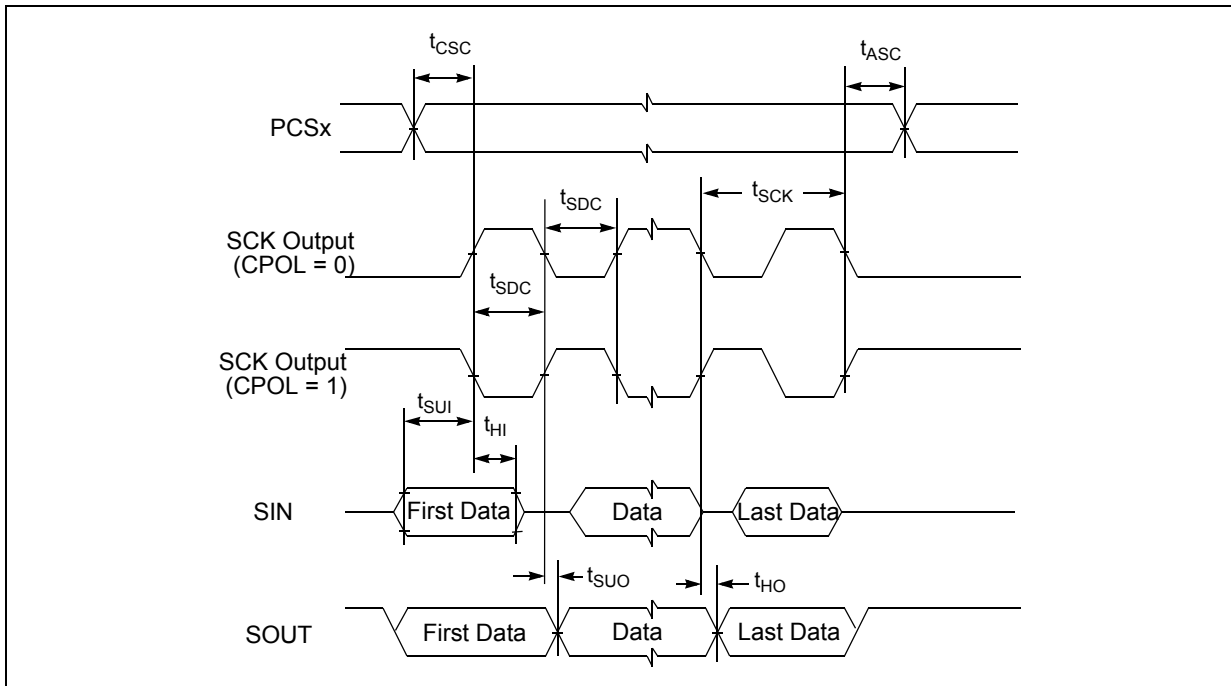 tCSC
tASC
PCSx
tSCK
tSDC
SCK Output
(CPOL = 0)
tSDC
SCK Output
(CPOL = 1)
tSUI
tHI
SIN
First Data
Data
Last Data
tSUO
tHO
SOUT
First Data
Data
Last Data